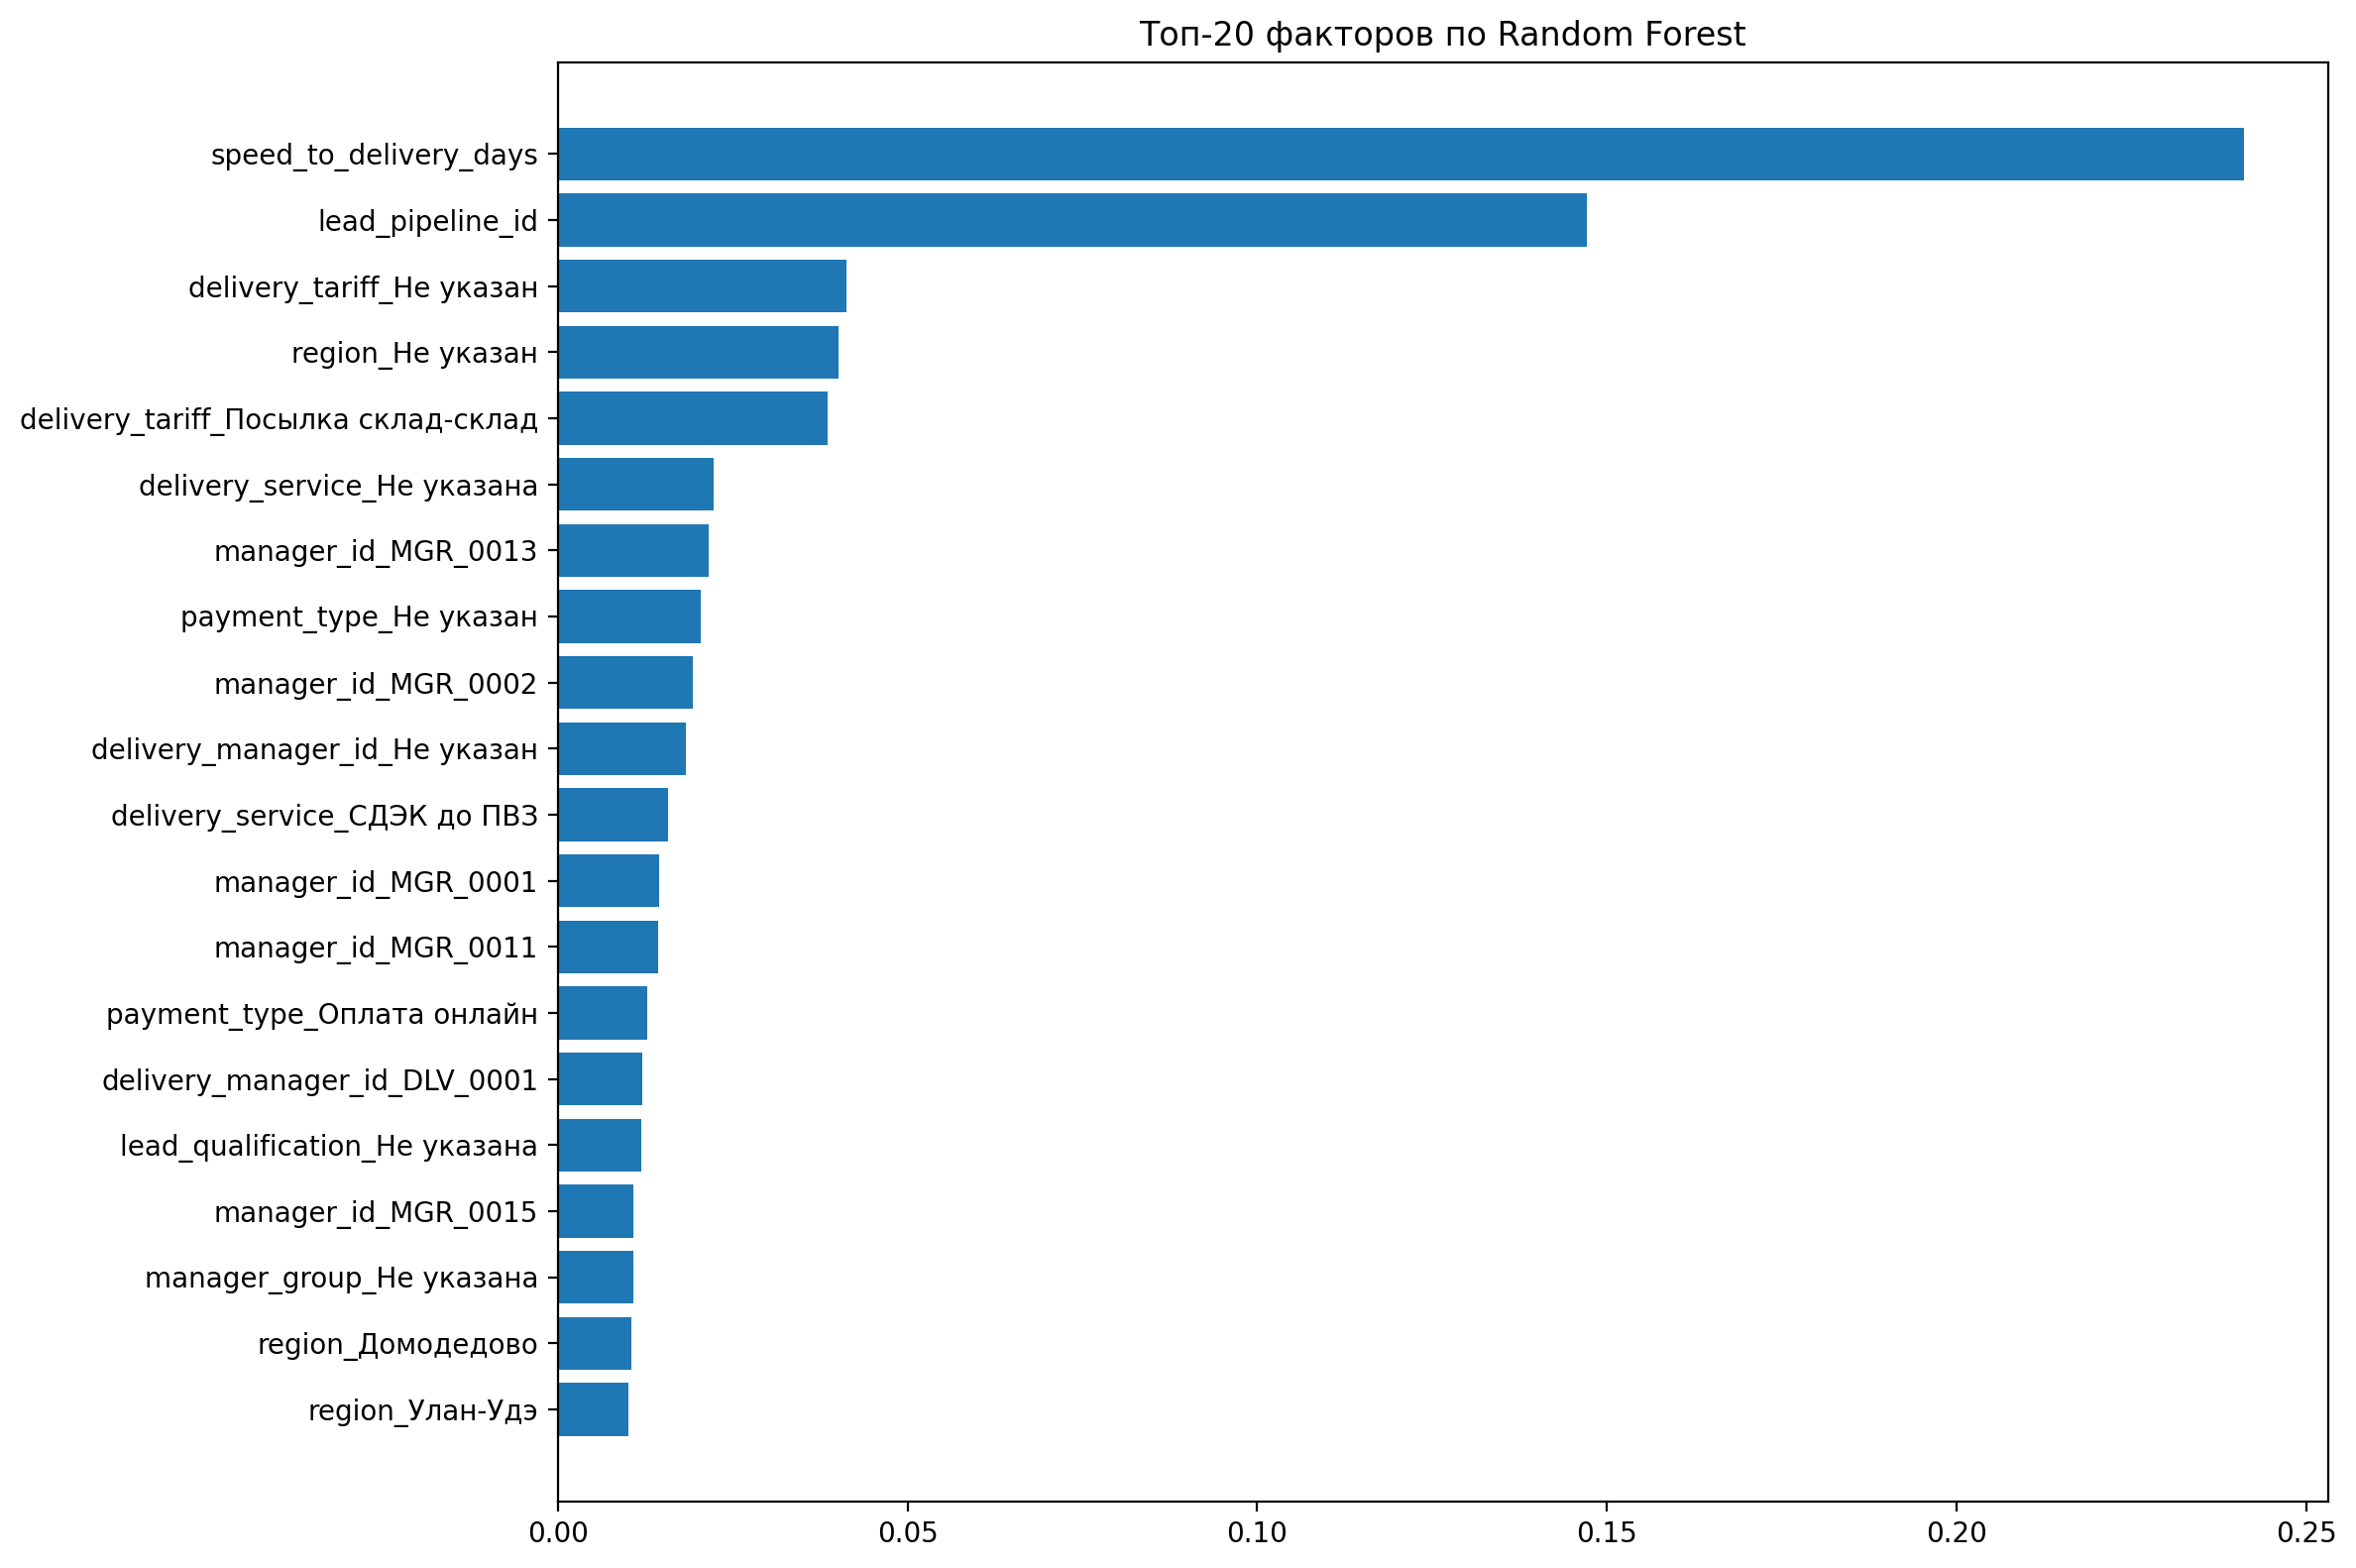 Топ-20 факторов по Random Forest
speed_to_delivery_days
lead_pipeline_id
delivery_tariff_Не указан
region_Не указан
delivery_tariff_Посылка склад-склад
delivery_service_Не указана
manager_id_MGR_0013
payment_type_Не указан
manager_id_MGR_0002
delivery_manager_id_Не указан
delivery_service_СДЭК до ПВЗ
manager_id_MGR_0001
manager_id_MGR_0011
payment_type_Оплата онлайн
delivery_manager_id_DLV_0001
lead_qualification_Не указана
manager_id_MGR_0015
manager_group_Не указана
region_Домодедово
region_Улан-Удэ
0.00 0.05 0.10 0.15 0.20 0.25